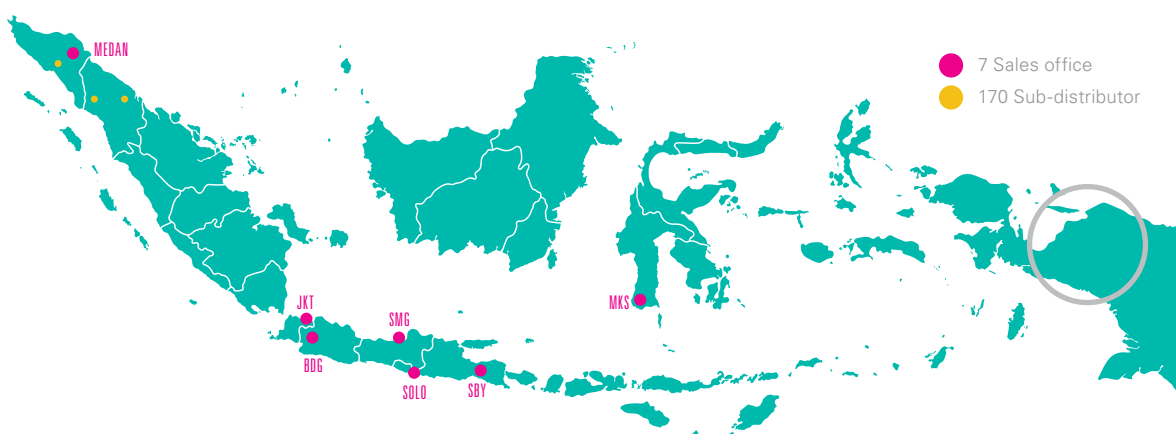 MEDAN
7 Sales office
170 Sub-distributor
JKT
SMG
MKS
BDG
SOLO
SBY